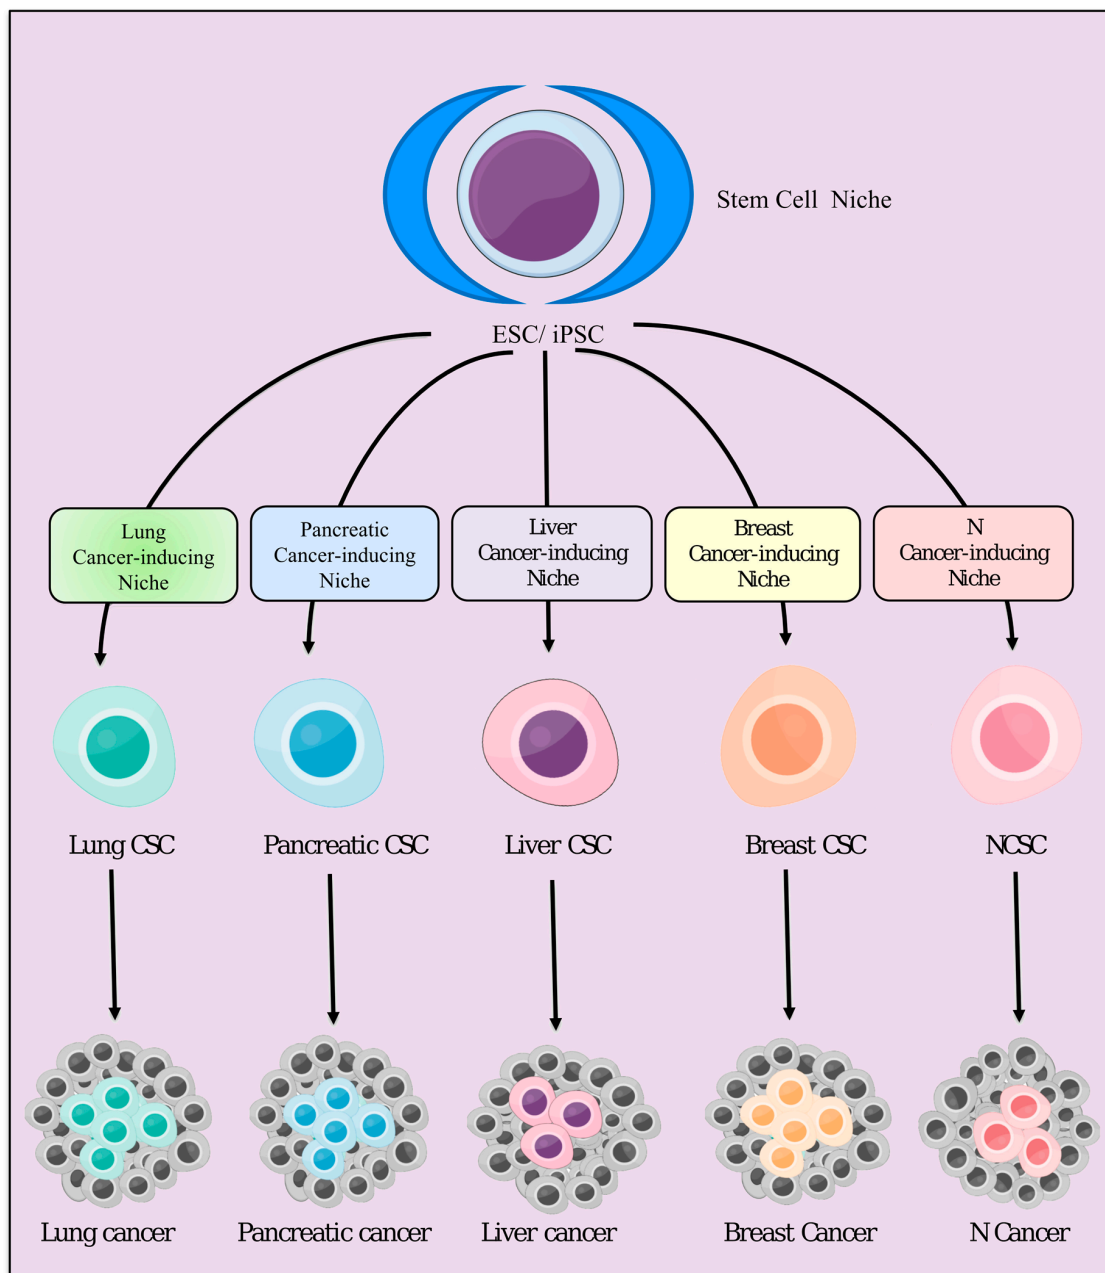 Stem Cell Niche
ESC/ iPSC
Lung
Cancer-inducing
Niche
Pancreatic
Cancer-inducing
Niche
Liver
Cancer-inducing
Niche
Breast
Cancer-inducing
Niche
N
Cancer-inducing
Niche
Lung CSC
Pancreatic CSC
Liver CSC
Breast CSC
NCSC
Lung cancer
Pancreatic cancer
Liver cancer
Breast Cancer
N Cancer